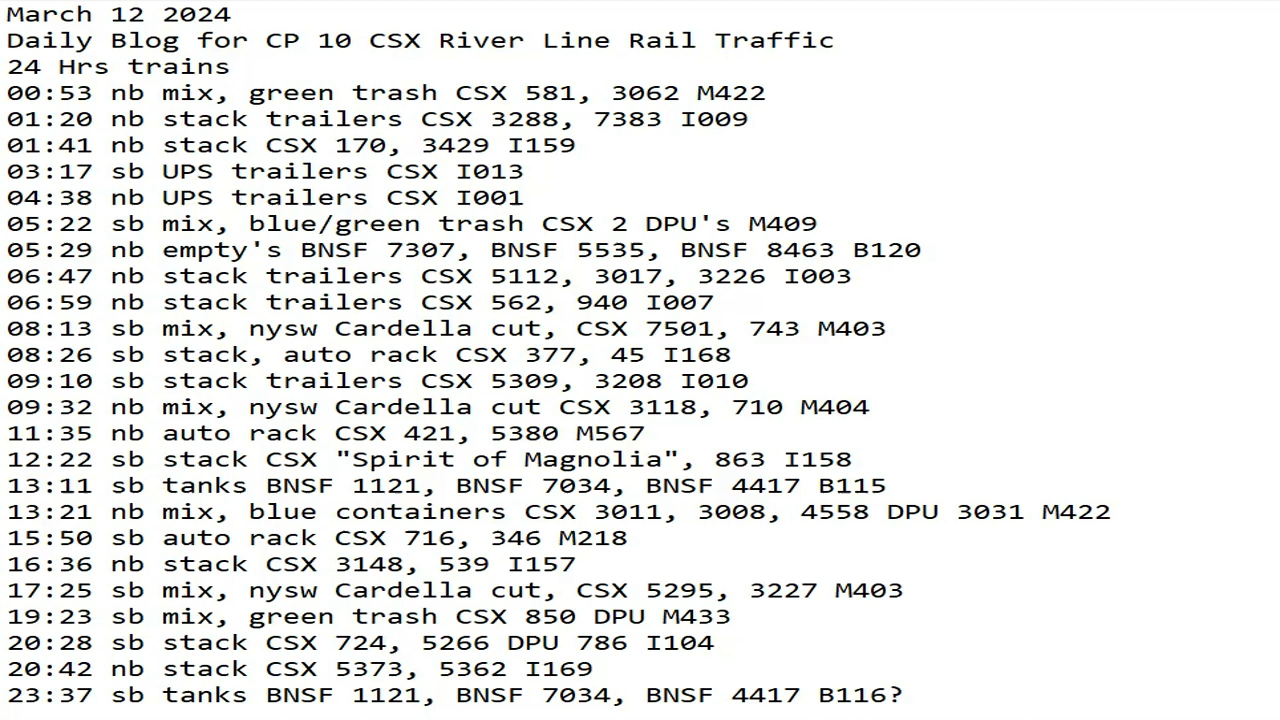 March 12 2024
Daily Blog for CP 10 CSX River Line Rail Traffic
24 Hrs trains
00:53 nb mix, green trash CSX 581, 3062 M422
01:20 nb stack trailers CSX 3288, 7383 I009
01:41 nb stack CSX 170, 3429 I159
03:17 sb UPS trailers CSX I013
04:38 nb UPS trailers CSX I001
05:22 sb mix, blue/green trash CSX 2 DPU's M409
05:29 nb empty's BNSF 7307, BNSF 5535, BNSF 8463 B120
06:47 nb stack trailers CSX 5112, 3017, 3226 I003
06:59 nb stack trailers CSX 562, 940 I007
08:13 sb mix, nysw Cardella cut, CSX 7501, 743 M403
08:26 sb stack, auto rack CSX 377, 45 I168
09:10 sb stack trailers CSX 5309, 3208 I010
09:32 nb mix, nysw Cardella cut CSX 3118, 710 M404
11:35 nb auto rack CSX 421, 5380 M567
12:22 sb stack CSX "Spirit of Magnolia", 863 I158
13:11 sb tanks BNSF 1121, BNSF 7034, BNSF 4417 B115
13:21 nb mix, blue containers CSX 3011, 3008, 4558 DPU 3031 M422
15:50 sb auto rack CSX 716, 346 M218
16:36 nb stack CSX 3148, 539 I157
17:25 sb mix, nysw Cardella cut, CSX 5295, 3227 M403
19:23 sb mix, green trash CSX 850 DPU M433
20:28 sb stack CSX 724, 5266 DPU 786 I104
20:42 nb stack CSX 5373, 5362 I169
23:37 sb tanks BNSF 1121, BNSF 7034, BNSF 4417 B116?